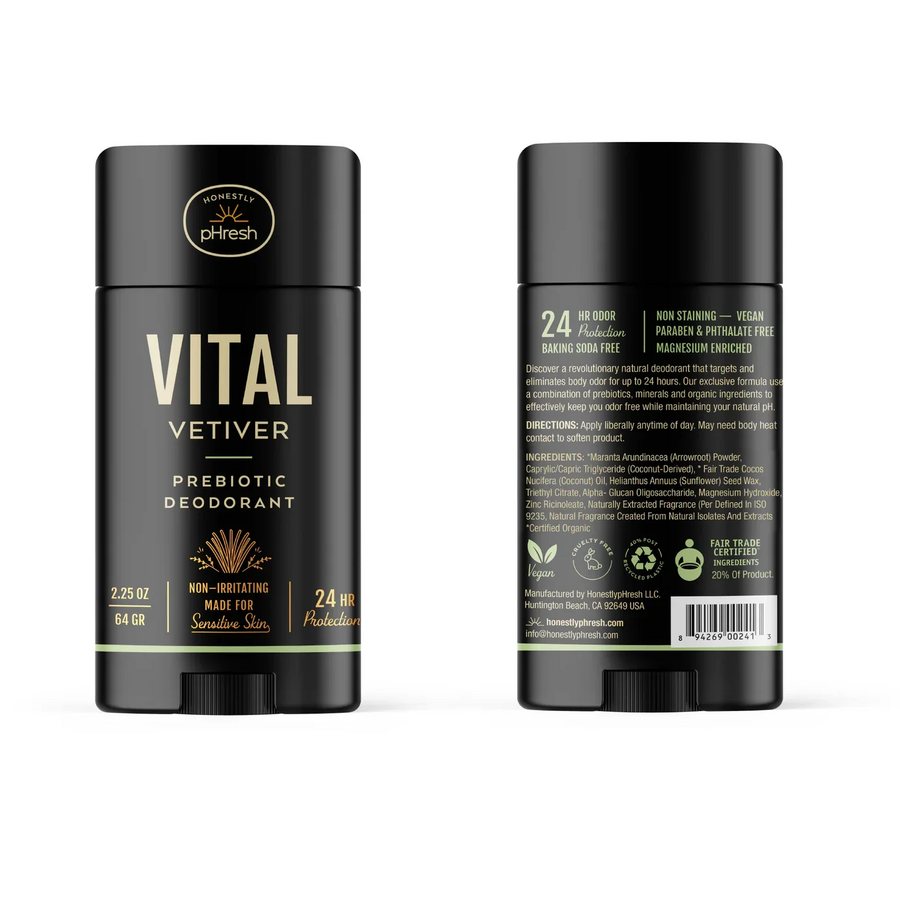 HONESTLY
pHresh
VITAL
VETIVER
PREBIOTIC
DEODORANT
2.25 OZ
64 GR
NON-IRRITATING
MADE FOR
Sensitive Skin
24 HR
Protection
24 HR ODOR
Protection
BAKING SODA FREE
NON STAINING — VEGAN
PARABEN & PHTHALATE FREE
MAGNESIUM ENRICHED
Discover a revolutionary natural deodorant that targets and
eliminates body odor for up to 24 hours. Our exclusive formula use
a combination of prebiotics, minerals and organic ingredients to
effectively keep you odor free while maintaining your natural pH.
DIRECTIONS: Apply liberally anytime of day. May need body heat
contact to soften product.
INGREDIENTS: *Maranta Arundinacea (Arrowroot) Powder,
Caprylic/Capric Triglyceride (Coconut-Derived), * Fair Trade Cocos
Nucifera (Coconut) Oil, Helianthus Annuus (Sunflower) Seed Wax,
Triethyl Citrate, Alpha- Glucan Oligosaccharide, Magnesium Hydroxide,
Zinc Ricinoleate, Naturally Extracted Fragrance (Per Defined In ISO
9235, Natural Fragrance Created From Natural Isolates And Extracts
*Certified Organic
Vegan
CRUELTY FREE
40% POST
RECYCLED PLASTIC
FAIR TRADE
CERTIFIED™
INGREDIENTS
20% Of Product.
Manufactured by HonestlypHresh LLC.
Huntington Beach, CA 92649 USA
honestlyphresh.com
info@honestlyphresh.com
8 94269 00241 3